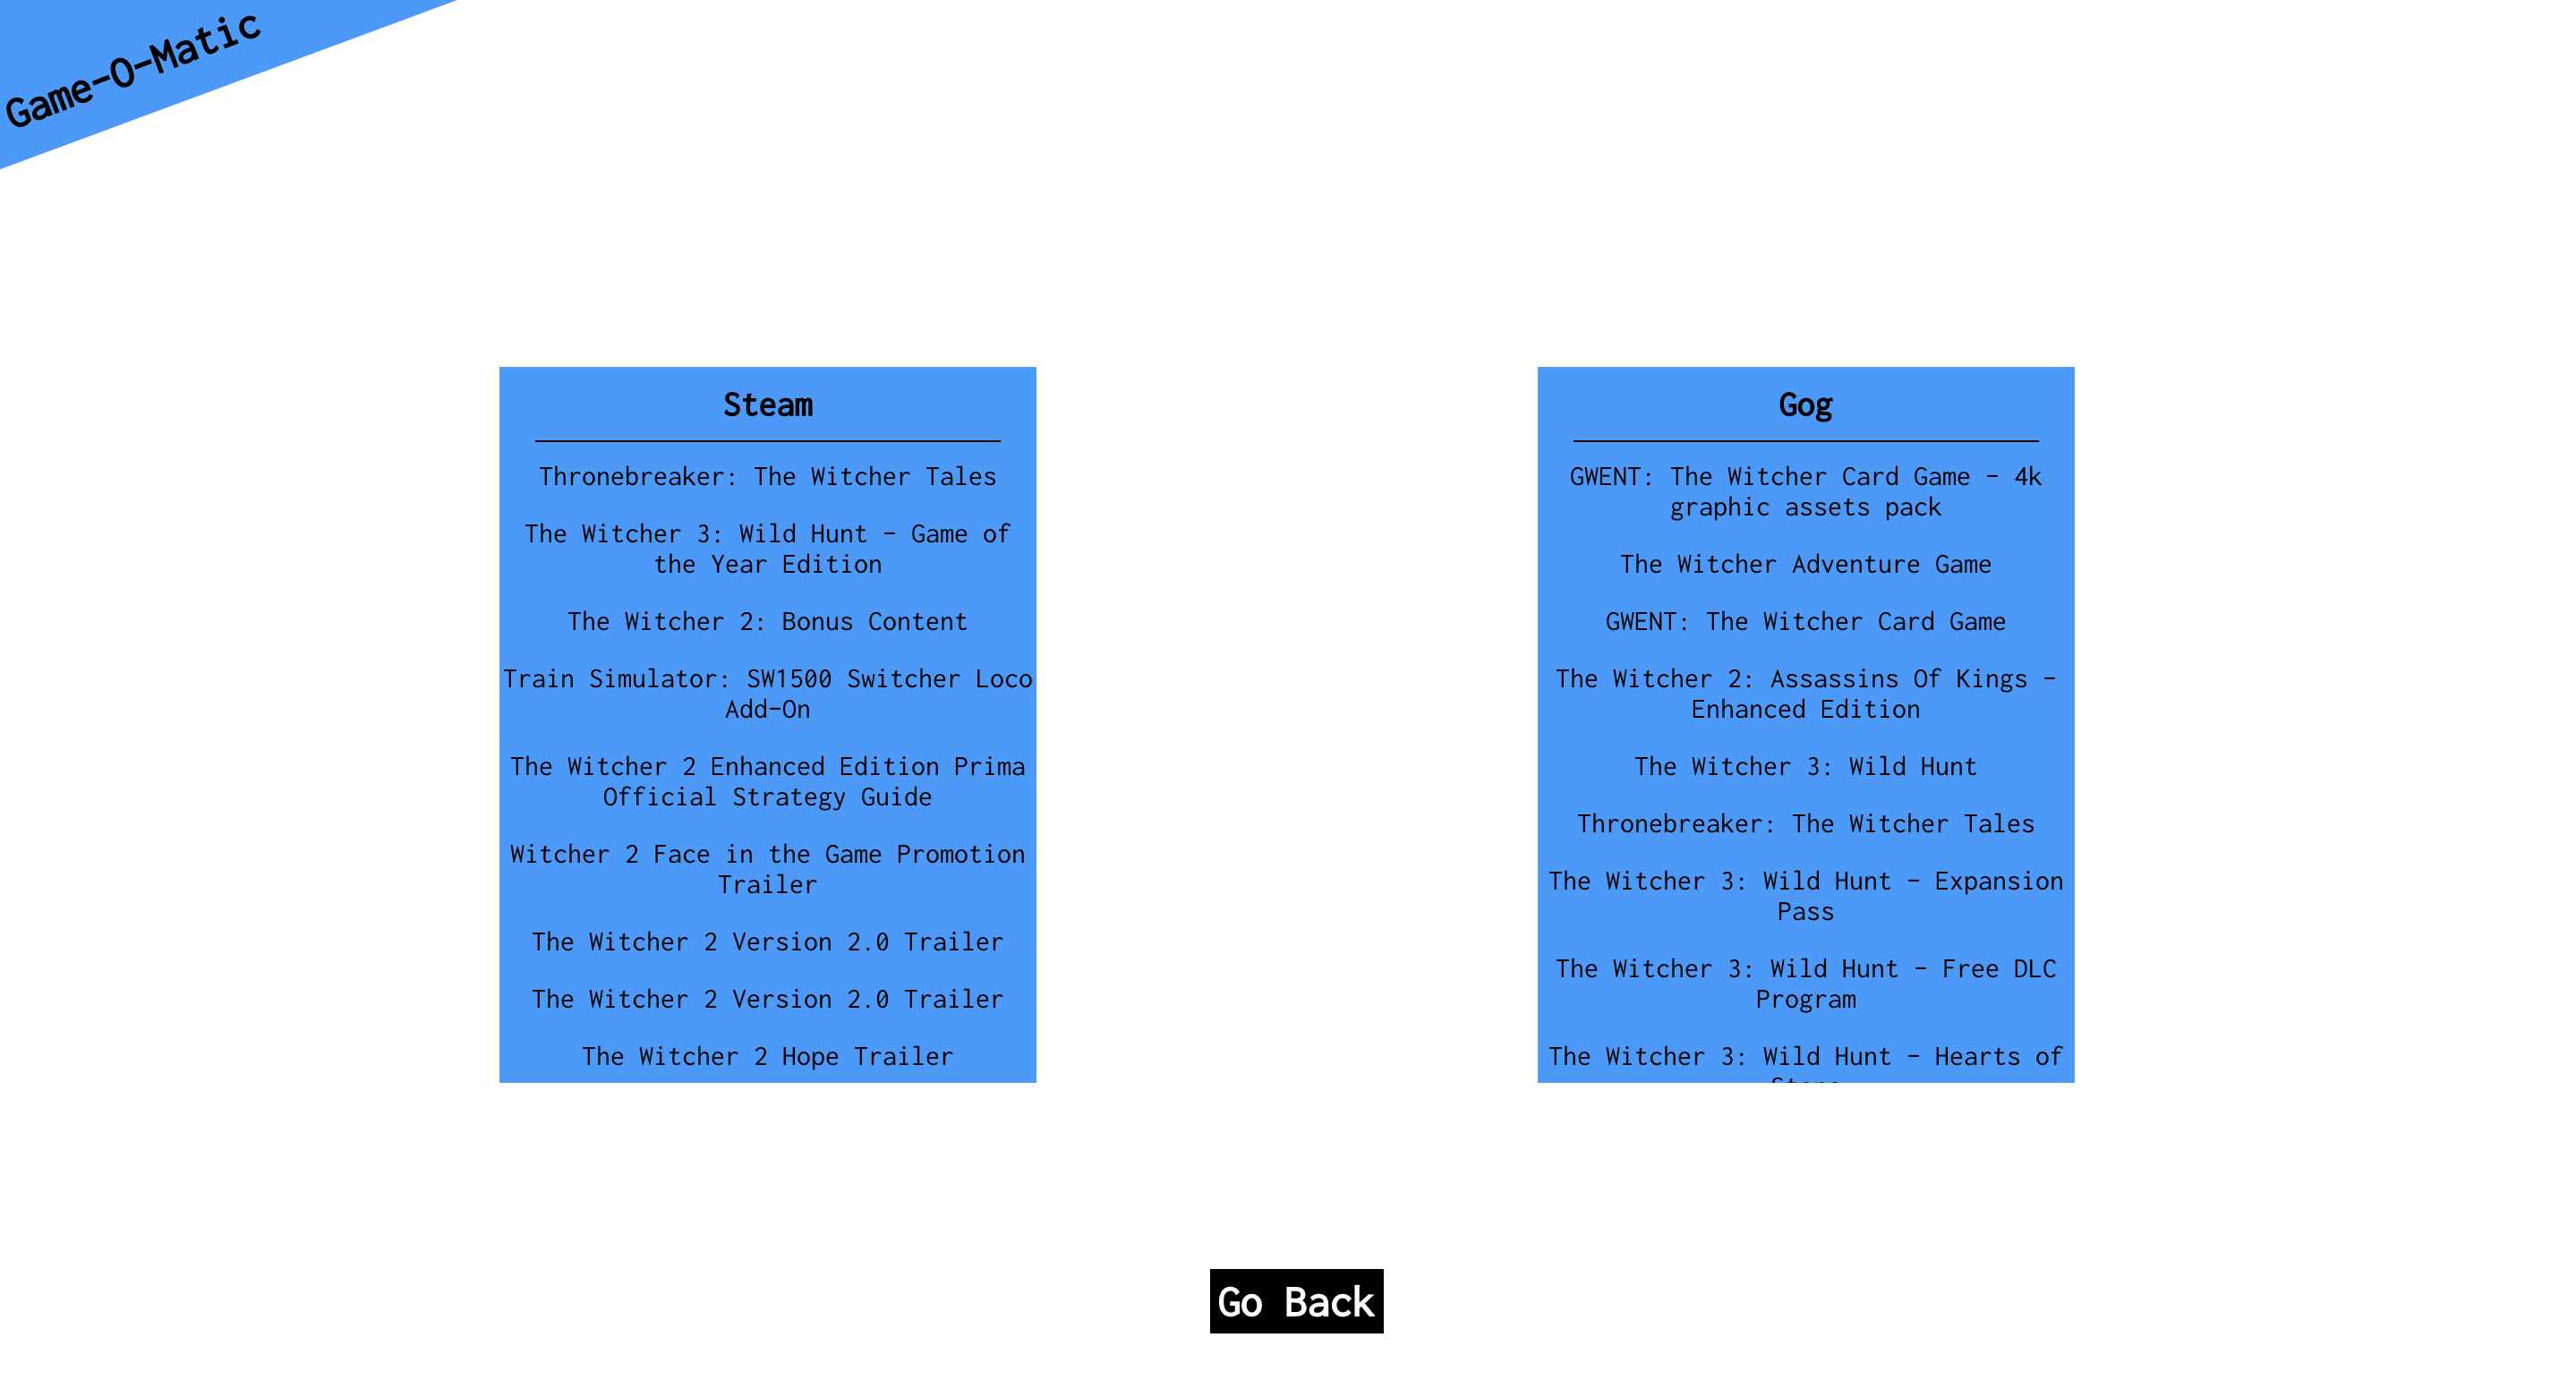 Game-O-Matic
Steam
Thronebreaker: The Witcher Tales
The Witcher 3: Wild Hunt - Game of
the Year Edition
The Witcher 2: Bonus Content
Train Simulator: SW1500 Switcher Loco
Add-On
The Witcher 2 Enhanced Edition Prima
Official Strategy Guide
Witcher 2 Face in the Game Promotion
Trailer
The Witcher 2 Version 2.0 Trailer
The Witcher 2 Version 2.0 Trailer
The Witcher 2 Hope Trailer
Gog
GWENT: The Witcher Card Game - 4k
graphic assets pack
The Witcher Adventure Game
GWENT: The Witcher Card Game
The Witcher 2: Assassins Of Kings -
Enhanced Edition
The Witcher 3: Wild Hunt
Thronebreaker: The Witcher Tales
The Witcher 3: Wild Hunt - Expansion
Pass
The Witcher 3: Wild Hunt - Free DLC
Program
The Witcher 3: Wild Hunt - Hearts of
Go Back